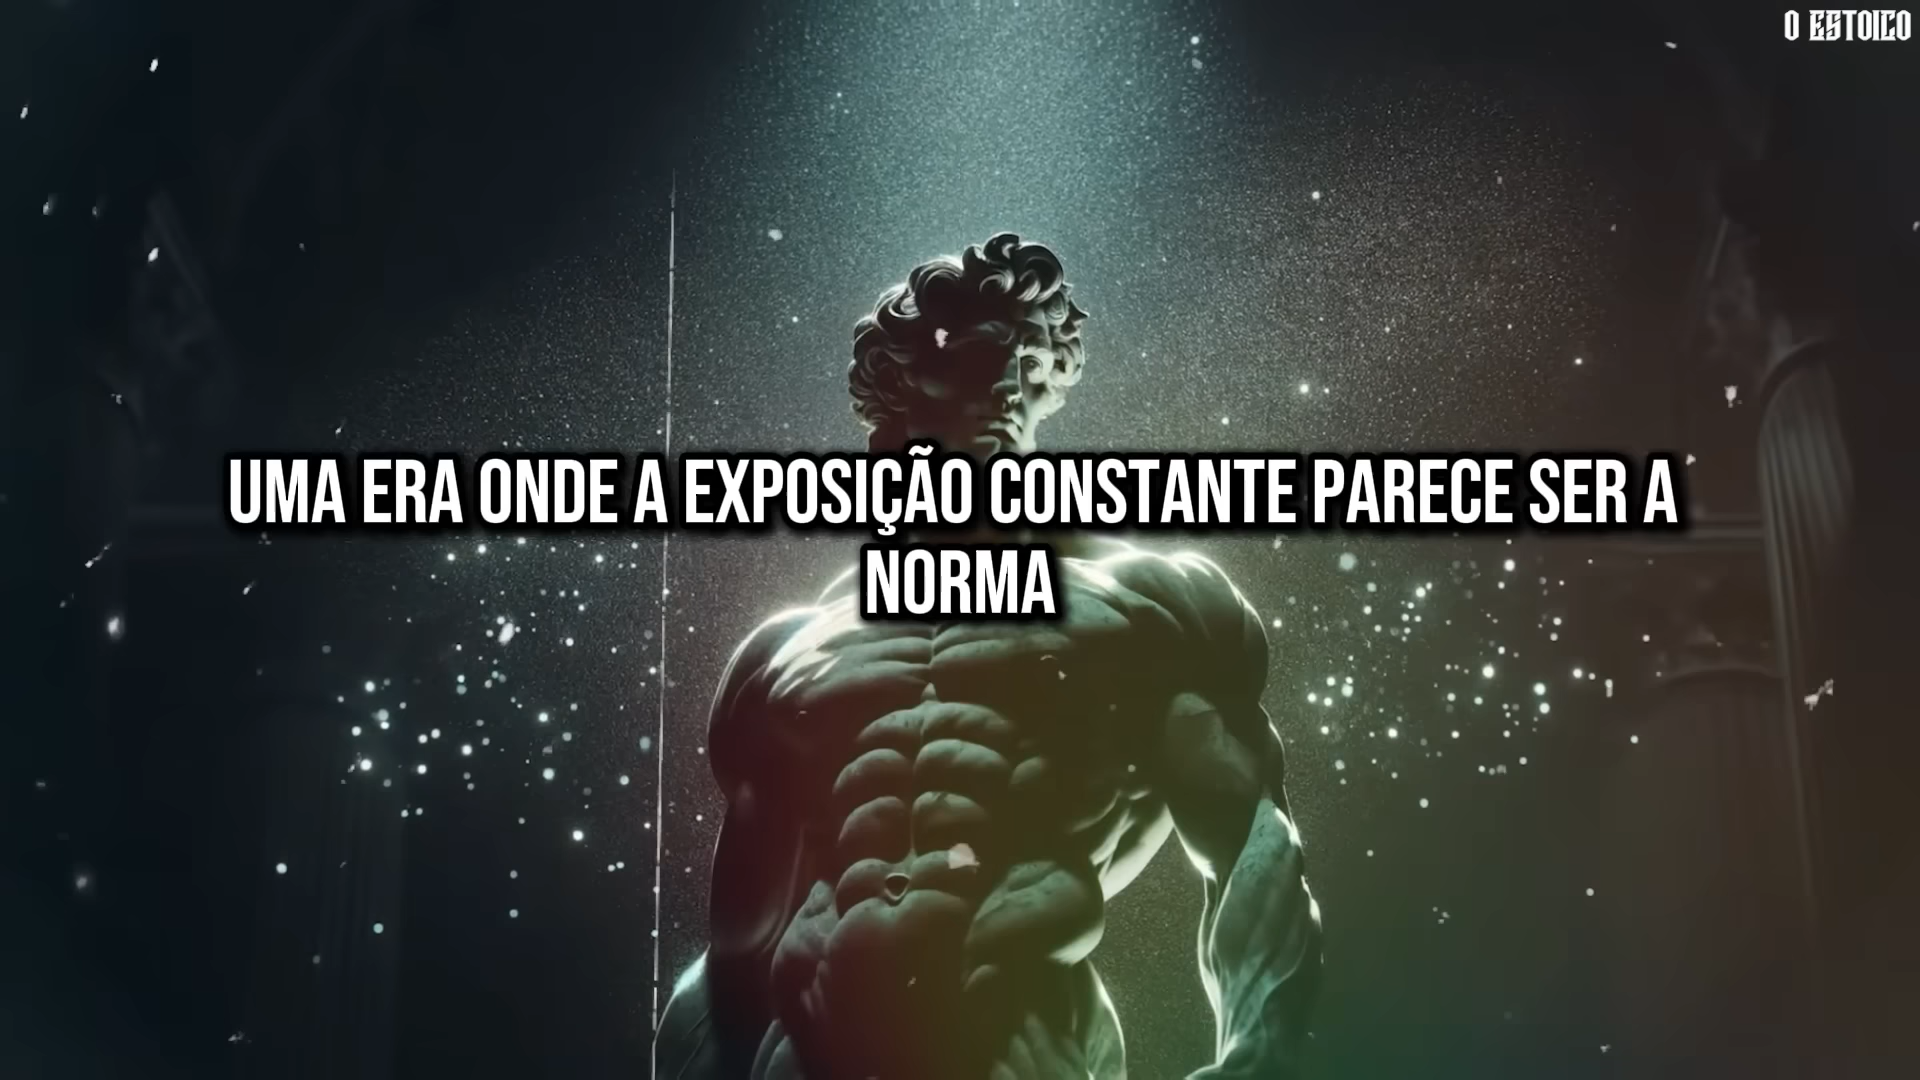 O ESTOICO
UMA ERA ONDE A EXPOSIÇÃO CONSTANTE PARECE SER A
NORMA